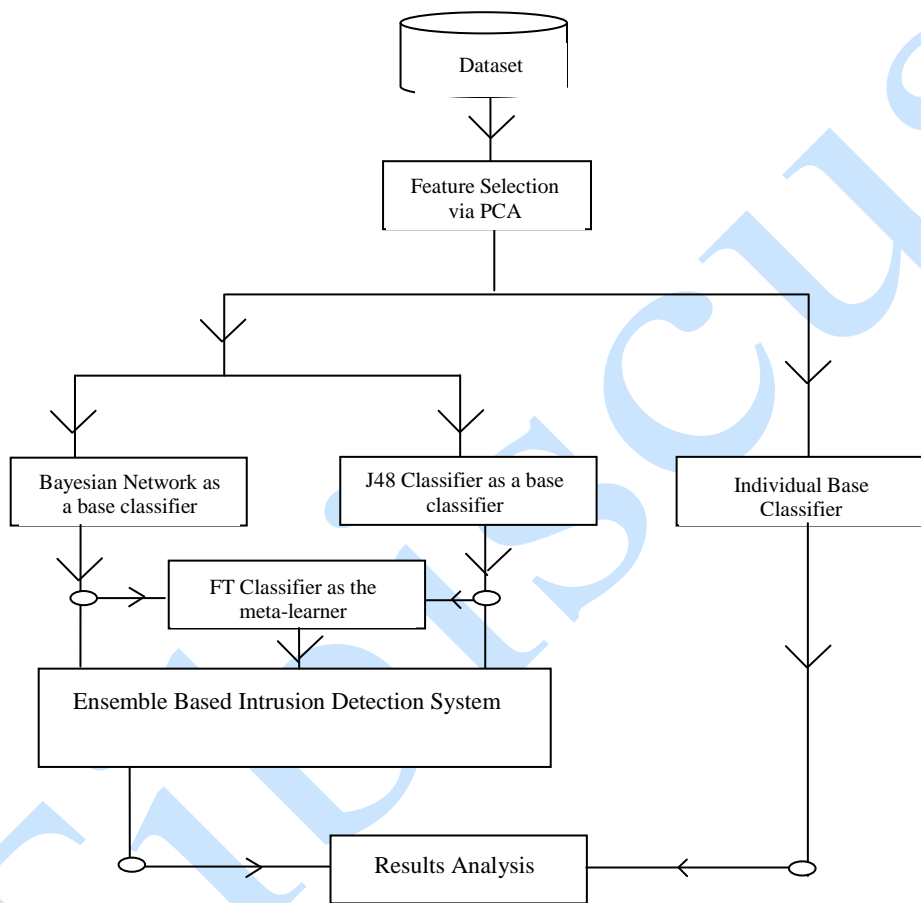 Dataset
Feature Selection
via PCA
Bayesian Network as
a base classifier
J48 Classifier as a base
classifier
Individual Base
Classifier
FT Classifier as the
meta-learner
Ensemble Based Intrusion Detection System
Results Analysis